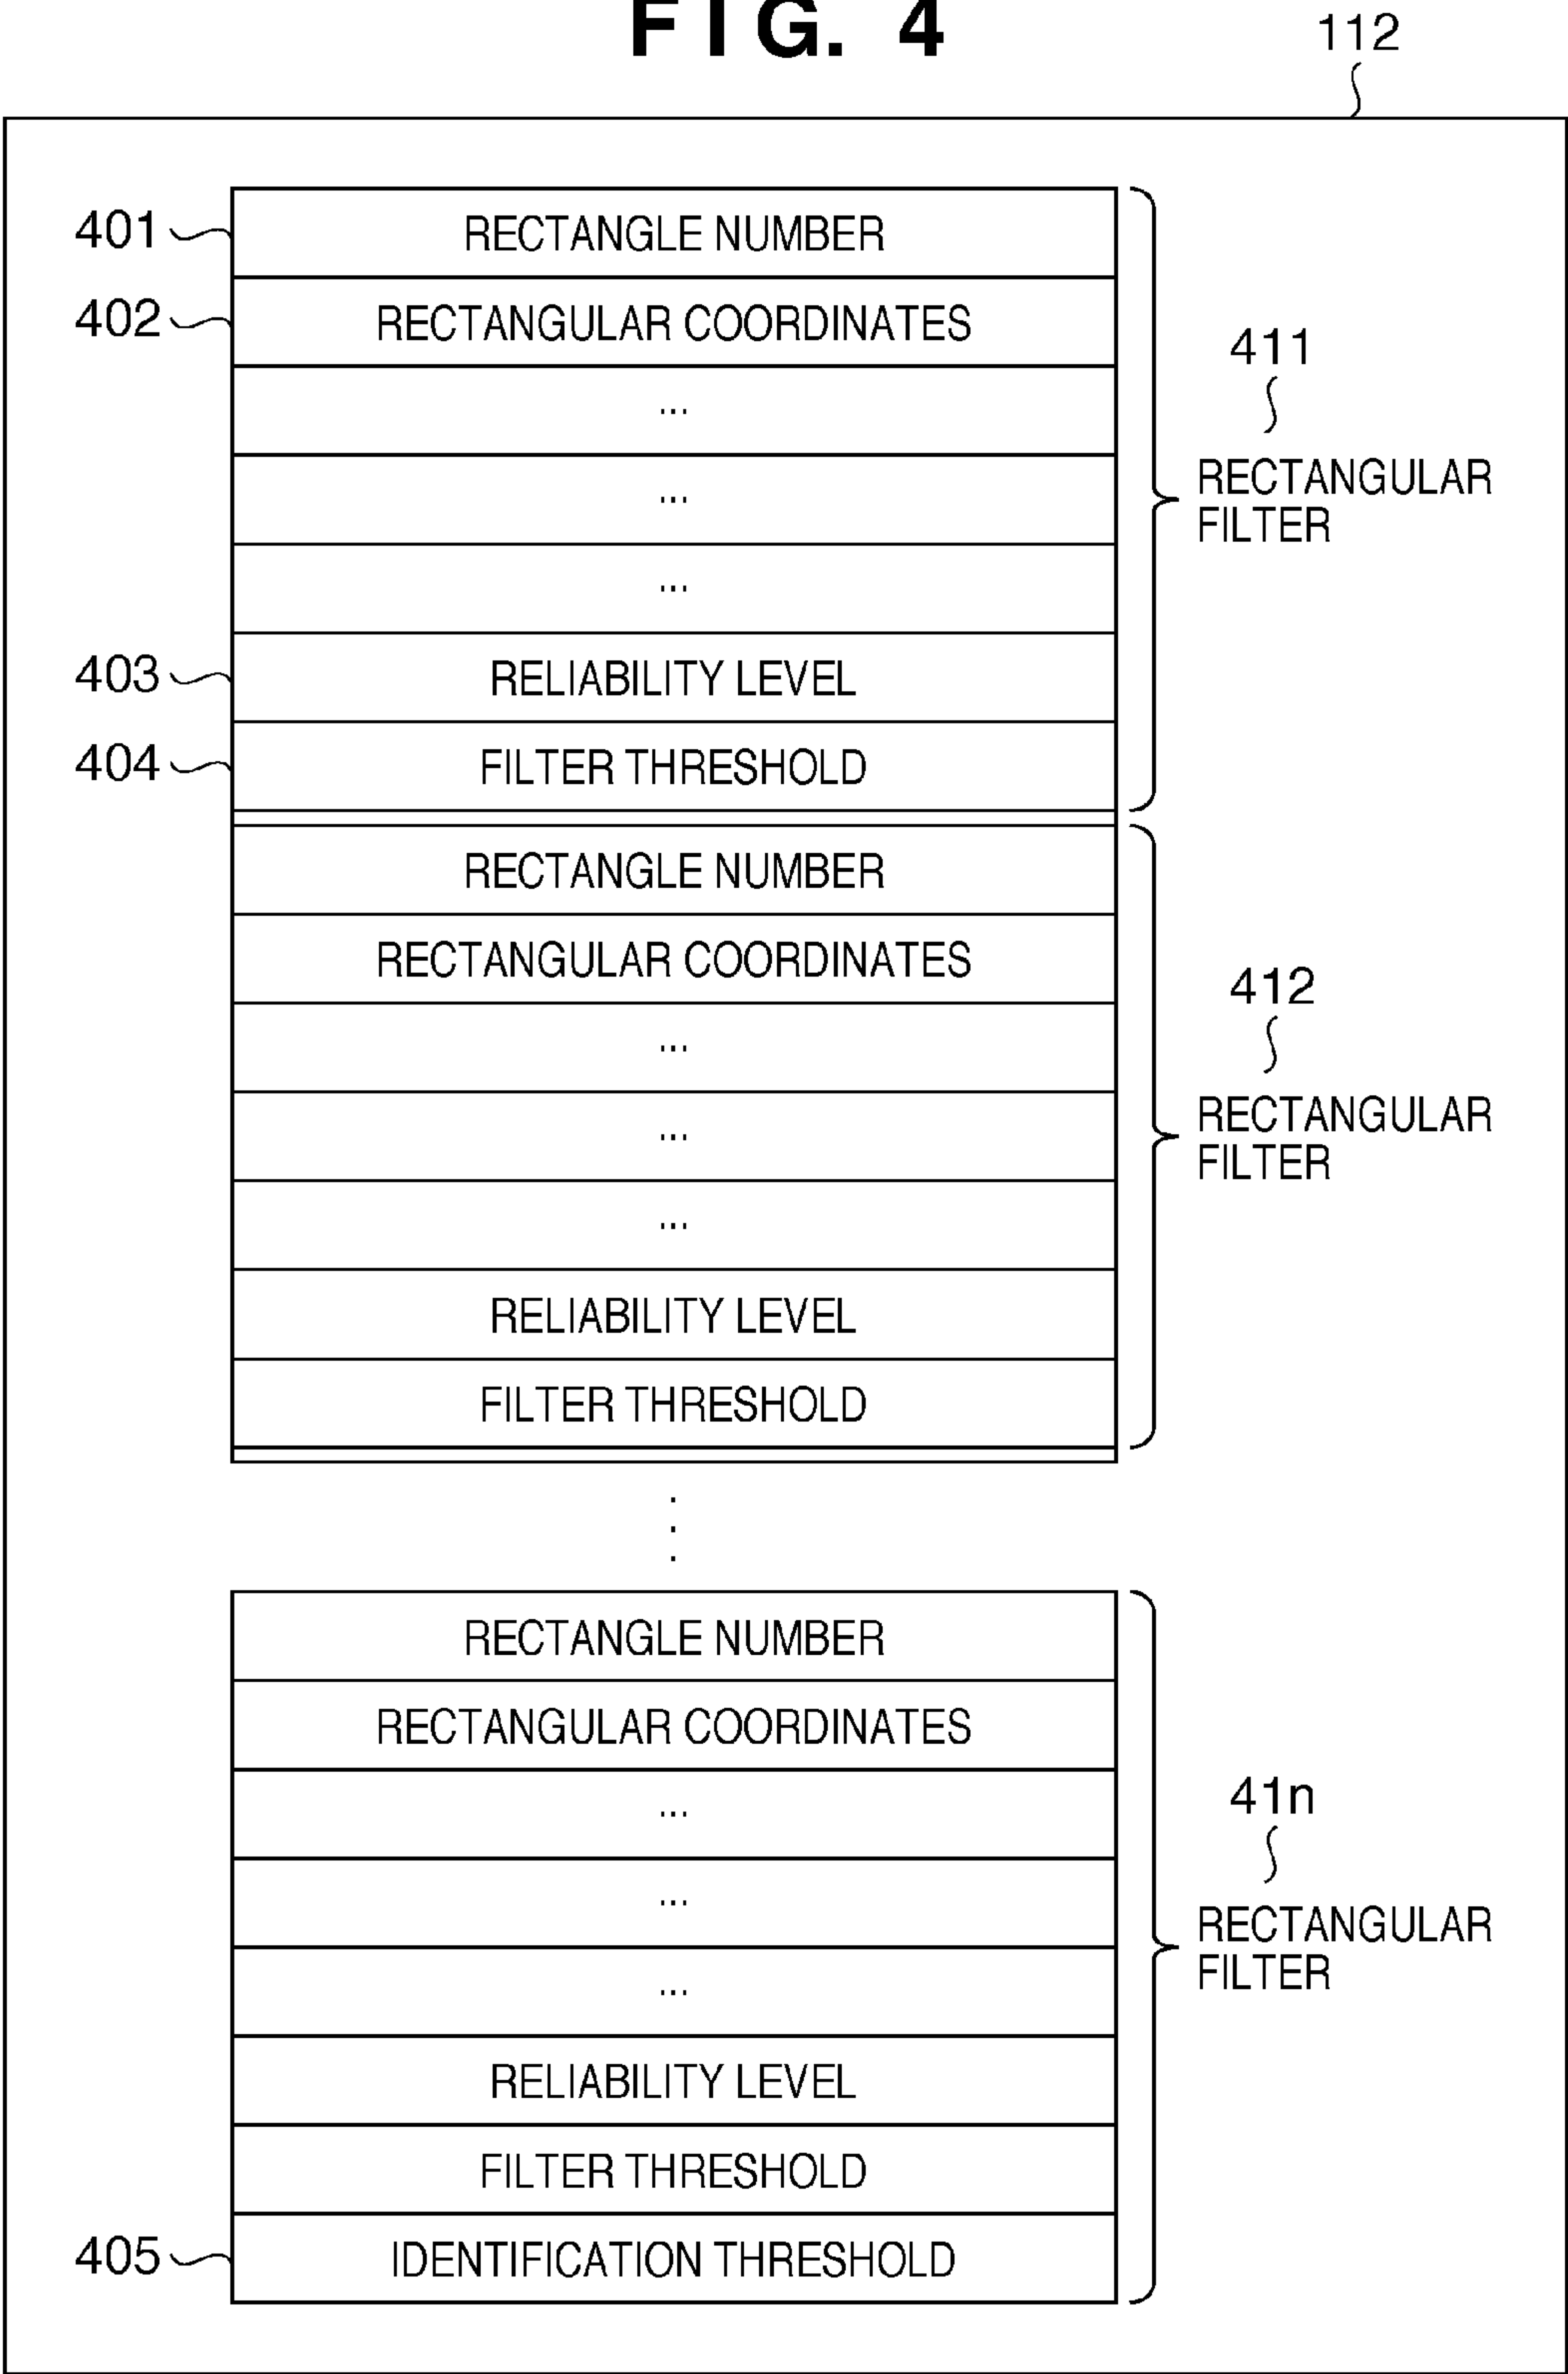 FIG. 4
112
401 RECTANGLE NUMBER
402 RECTANGULAR COORDINATES
...
...
...
403 RELIABILITY LEVEL
404 FILTER THRESHOLD
411
RECTANGULAR
FILTER
RECTANGLE NUMBER
RECTANGULAR COORDINATES
...
...
...
RELIABILITY LEVEL
FILTER THRESHOLD
412
RECTANGULAR
FILTER
RECTANGLE NUMBER
RECTANGULAR COORDINATES
...
...
...
RELIABILITY LEVEL
FILTER THRESHOLD
405 IDENTIFICATION THRESHOLD
41n
RECTANGULAR
FILTER